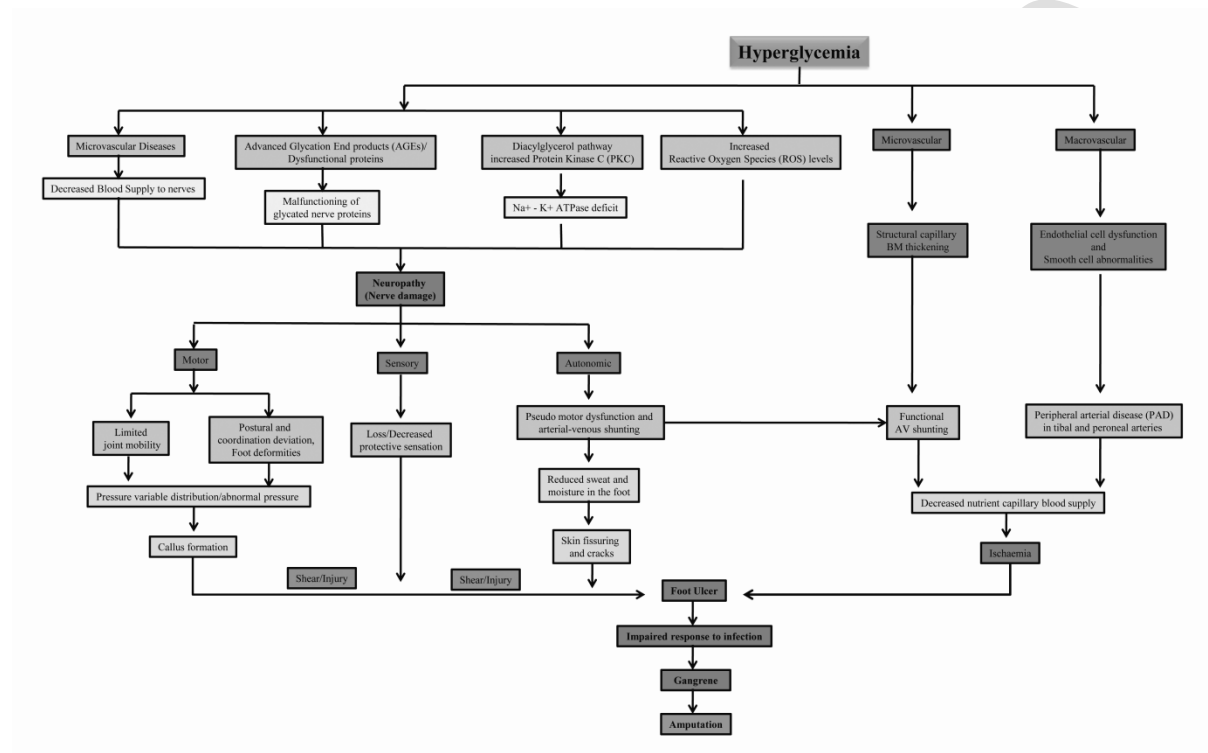 Hyperglycemia
Microvascular Diseases
Advanced Glycation End products (AGEs)/
Dysfunctional proteins
Diacylglycerol pathway
increased Protein Kinase C (PKC)
Increased
Reactive Oxygen Species (ROS) levels
Microvascular
Macrovascular
Decreased Blood Supply to nerves
Malfunctioning of
glycated nerve proteins
Na+ - K+ ATPase deficit
Structural capillary
BM thickening
Endothelial cell dysfunction
and
Smooth cell abnormalities
Neuropathy
(Nerve damage)
Motor
Sensory
Autonomic
Limited
joint mobility
Postural and
coordination deviation,
Foot deformities
Loss/Decreased
protective sensation
Pseudo motor dysfunction and
arterial-venous shunting
Functional
AV shunting
Peripheral arterial disease (PAD)
in tibal and peroneal arteries
Pressure variable distribution/abnormal pressure
Reduced sweat and
moisture in the foot
Decreased nutrient capillary blood supply
Callus formation
Skin fissuring
and cracks
Ischaemia
Shear/Injury
Shear/Injury
Foot Ulcer
Impaired response to infection
Gangrene
Amputation